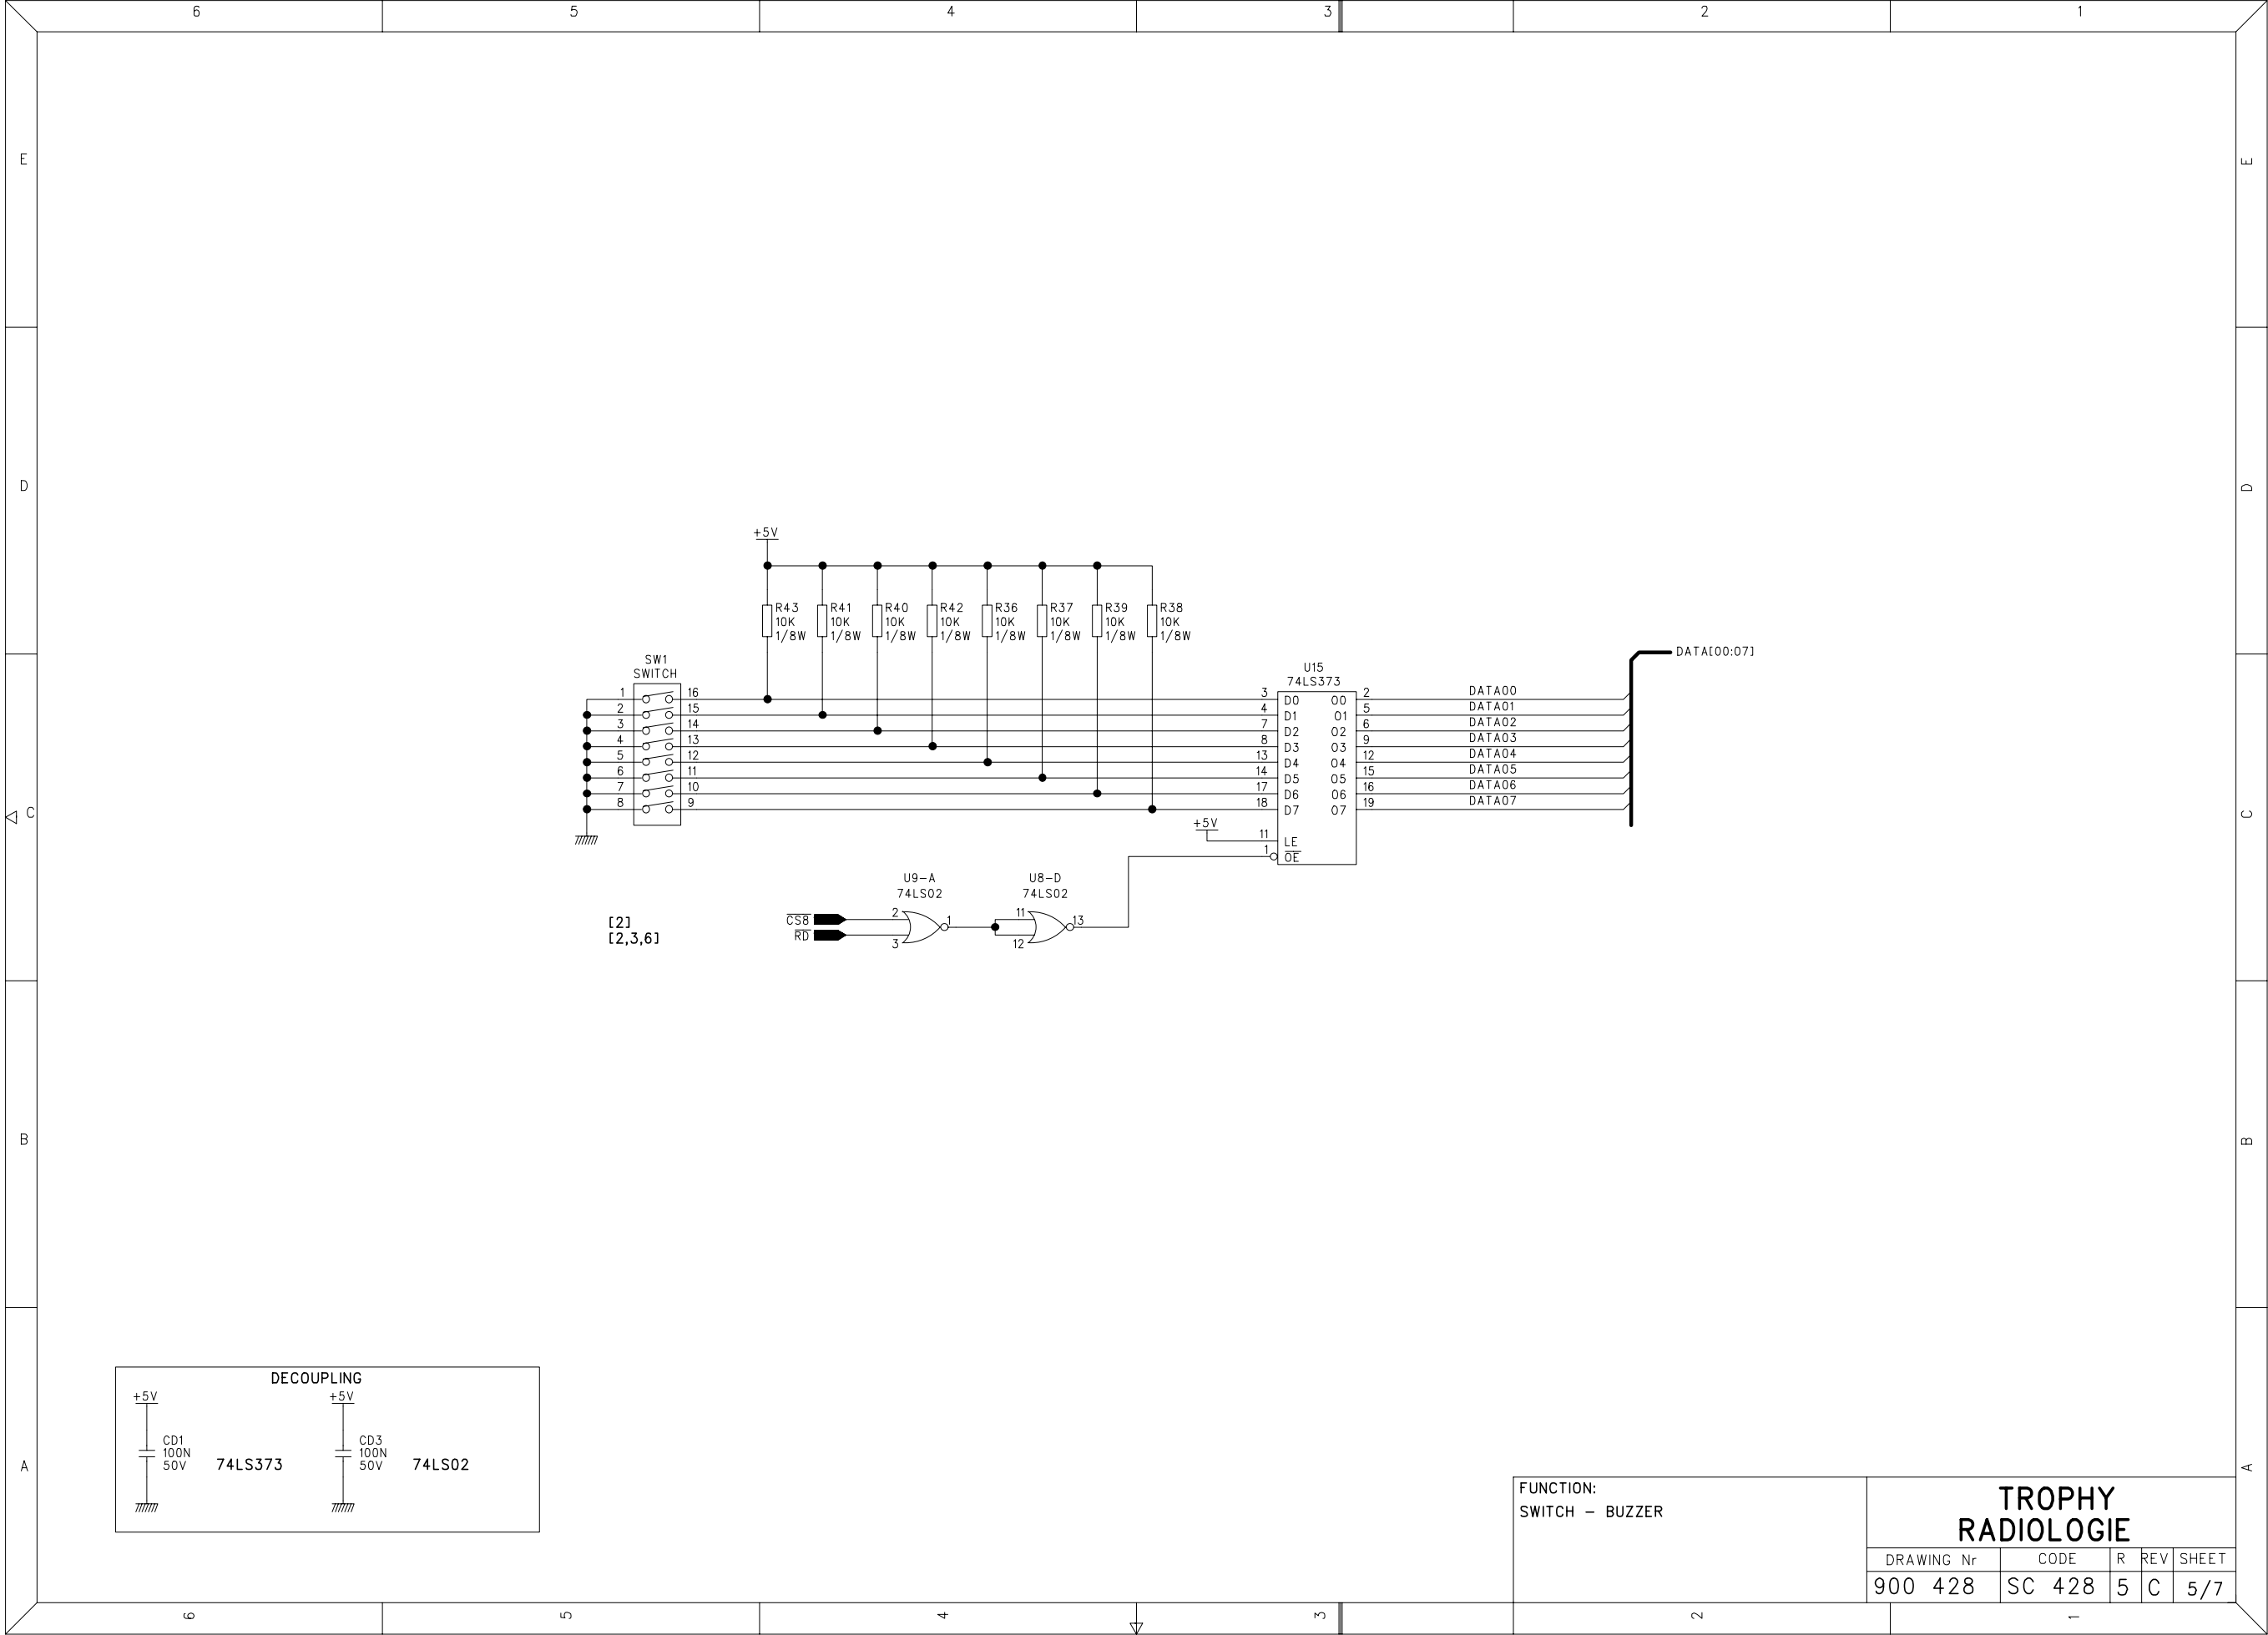 6 5 4 3 2 1
E E
D D
+5V
R43 R41 R40 R42 R36 R37 R39 R38
10K 10K 10K 10K 10K 10K 10K 10K
1/8W 1/8W 1/8W 1/8W 1/8W 1/8W 1/8W 1/8W
SW1
SWITCH
U15
74LS373
DATA[00:07]
1 16 3 D0 O0 2 DATA00
2 15 4 D1 O1 5 DATA01
3 14 7 D2 O2 6 DATA02
4 13 8 D3 O3 9 DATA03
5 12 13 D4 O4 12 DATA04
6 11 14 D5 O5 15 DATA05
7 10 17 D6 O6 16 DATA06
8 9 18 D7 O7 19 DATA07
C C
+5V
11 LE
1 OE
U9-A U8-D
74LS02 74LS02
[2] CS8 2 1 11 13
[2,3,6] RD 3 12
B B
DECOUPLING
+5V +5V
CD1 CD3
100N 100N
50V 74LS373 50V 74LS02
A A
FUNCTION:
SWITCH - BUZZER
TROPHY
RADIOLOGIE
DRAWING Nr CODE R REV SHEET
900 428 SC 428 5 C 5/7
6 5 4 3 2 1